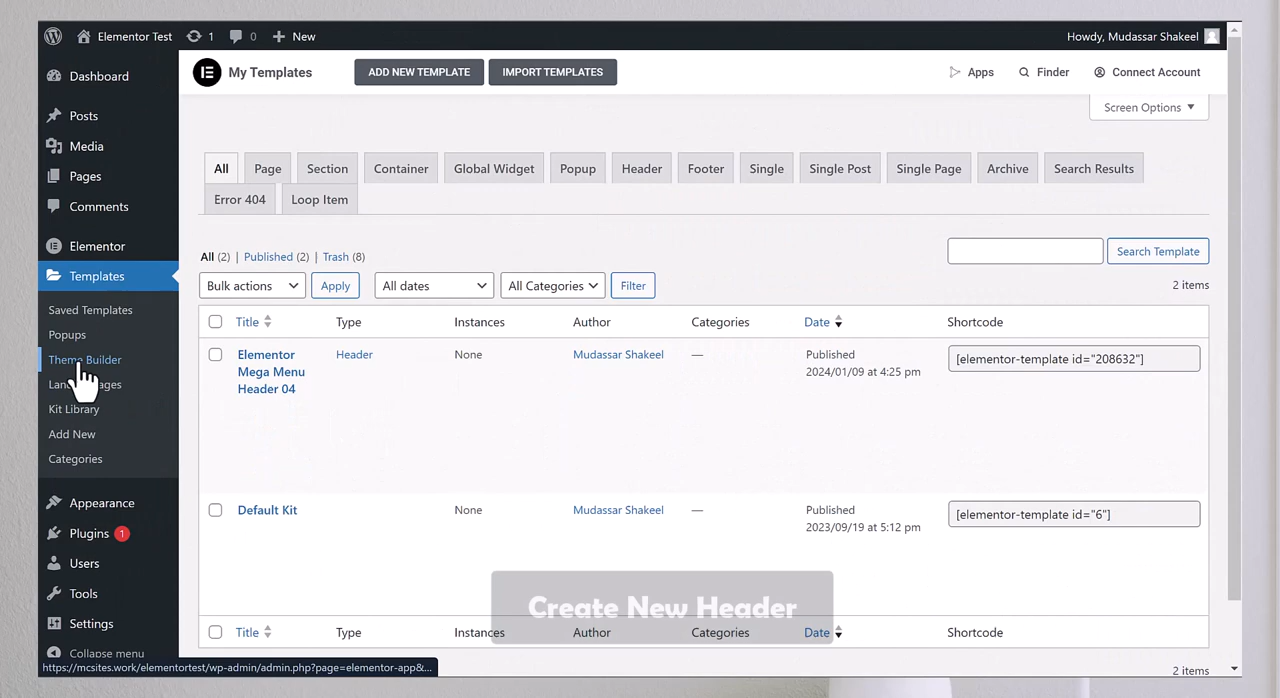 Elementor Test
1
0
New
Howdy, Mudassar Shakeel
Dashboard
Posts
Media
Pages
Comments
Elementor
Templates
Saved Templates
Popups
Theme Builder
Landing Pages
Kit Library
Add New
Categories
Appearance
Plugins 1
Users
Tools
Settings
Collapse menu
My Templates
ADD NEW TEMPLATE
IMPORT TEMPLATES
Apps
Finder
Connect Account
Screen Options ▼
All
Page
Section
Container
Global Widget
Popup
Header
Footer
Single
Single Post
Single Page
Archive
Search Results
Error 404
Loop Item
All (2) | Published (2) | Trash (8)
Search Template
Bulk actions
Apply
All dates
All Categories
Filter
2 items
Title
Type
Instances
Author
Categories
Date
Shortcode
Elementor
Mega Menu
Header 04
Header
None
Mudassar Shakeel
—
Published
2024/01/09 at 4:25 pm
[elementor-template id="208632"]
Default Kit
None
Mudassar Shakeel
—
Published
2023/09/19 at 5:12 pm
[elementor-template id="6"]
Create New Header
Title
Type
Instances
Author
Categories
Date
Shortcode
2 items
https://mcsites.work/elementortest/wp-admin/admin.php?page=elementor-app&...